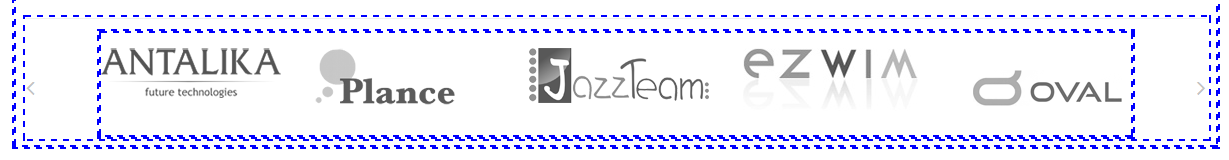 ANTALIKA
future technologies
Plance
JazzTeam
ezwim
OVAL